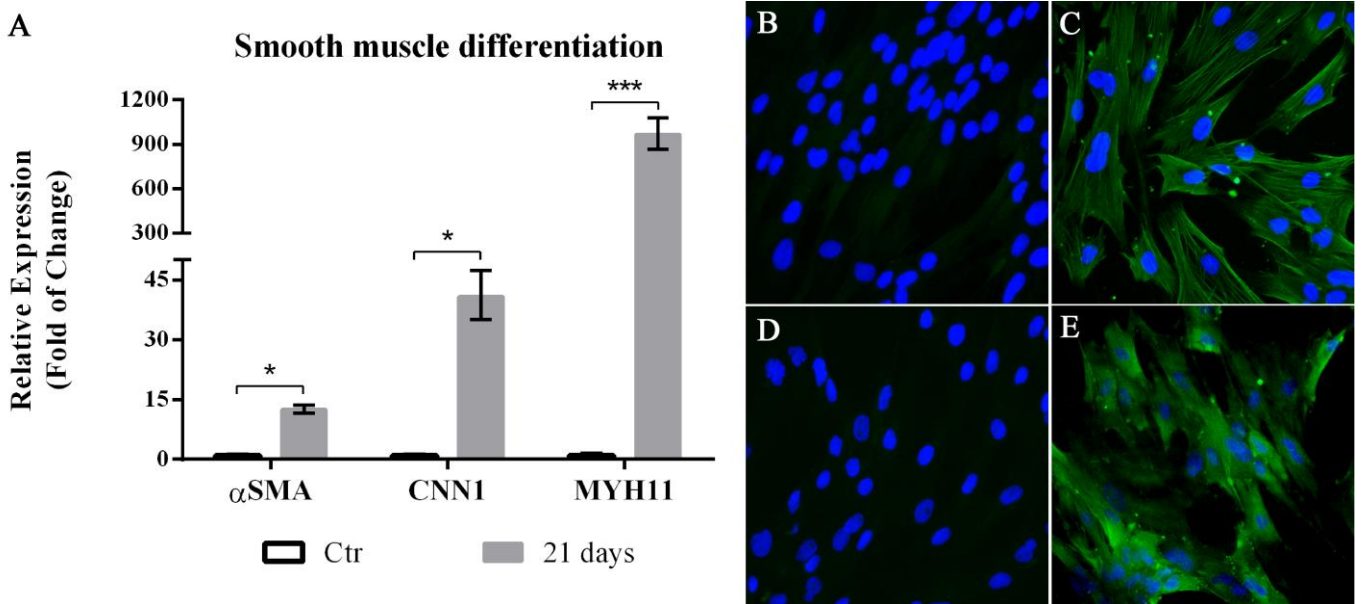 A
Smooth muscle differentiation
Relative Expression
(Fold of Change)
1200
900
600
300
45
30
15
0
*
*
***
αSMA
CNN1
MYH11
Ctr
21 days
B
C
D
E